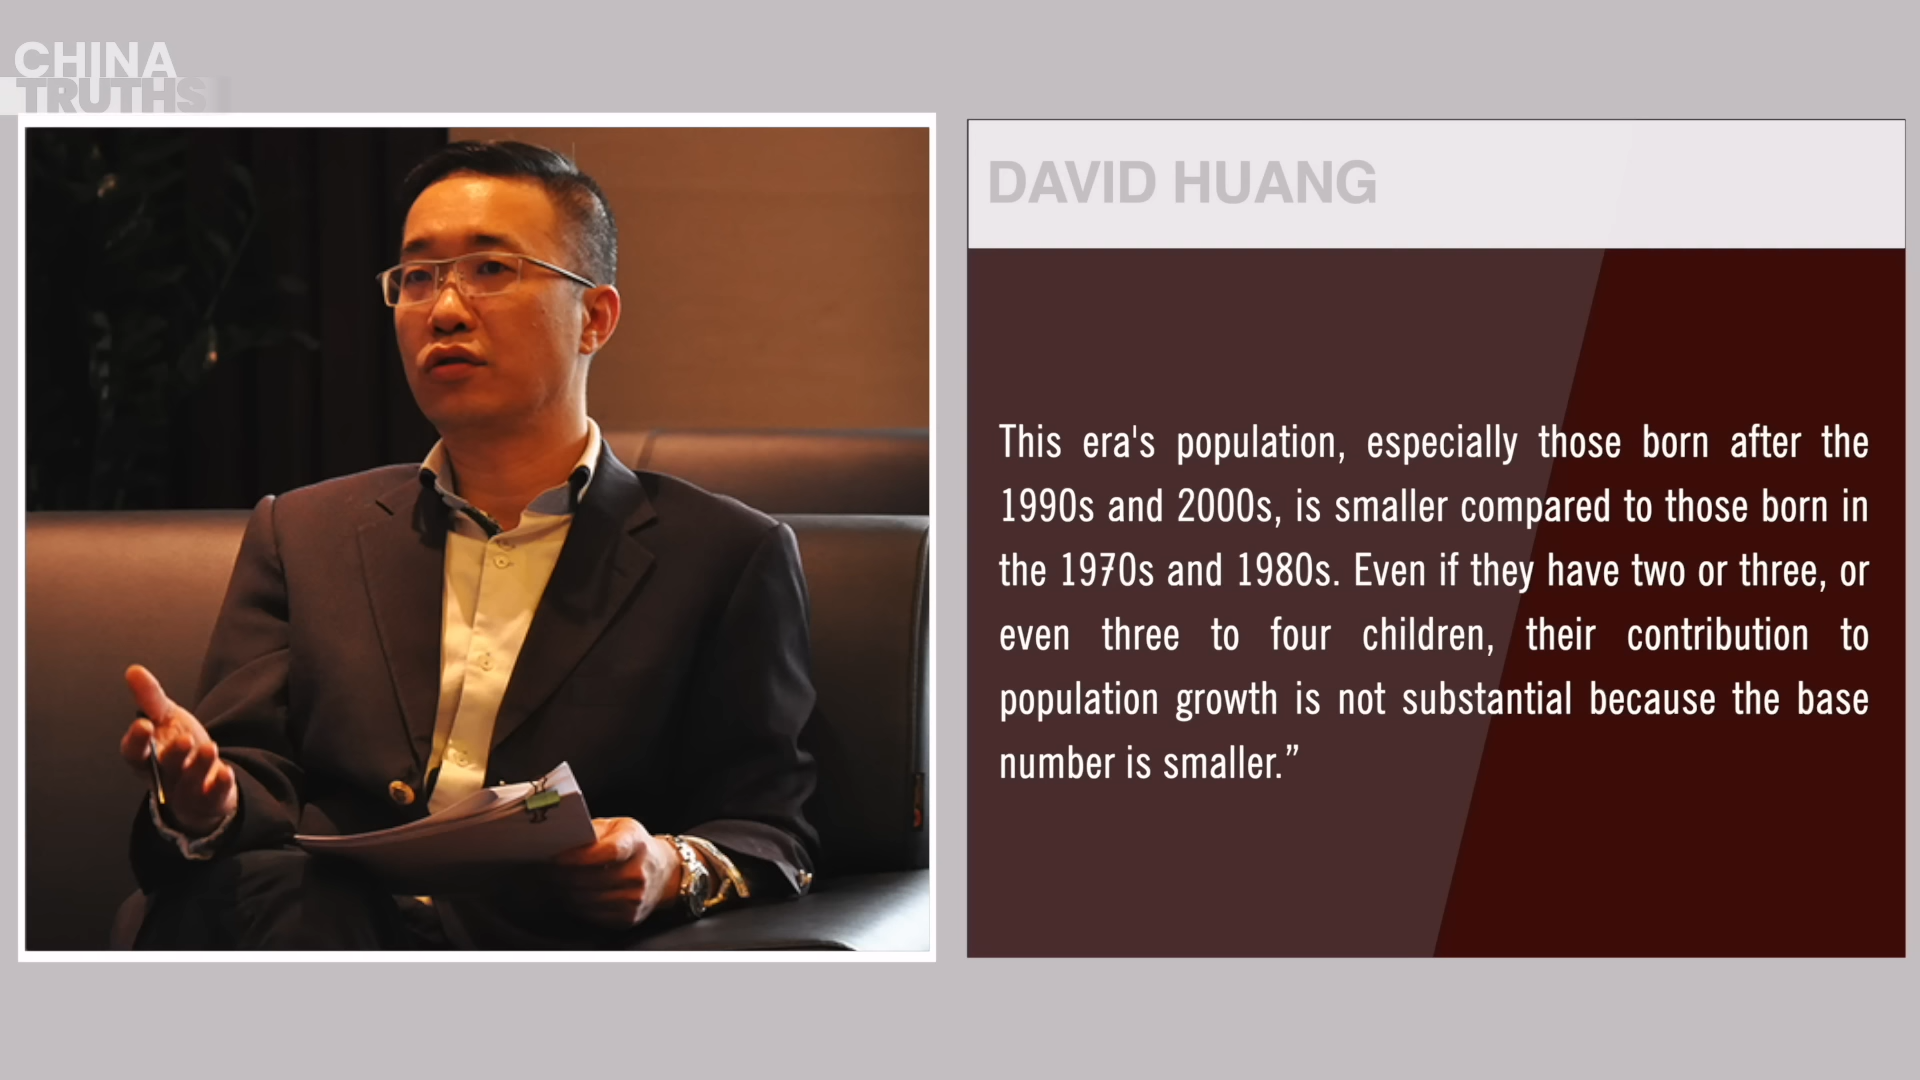 CHINA
TRUTHS
DAVID HUANG
This era's population, especially those born after the
1990s and 2000s, is smaller compared to those born in
the 1970s and 1980s. Even if they have two or three, or
even three to four children, their contribution to
population growth is not substantial because the base
number is smaller.”